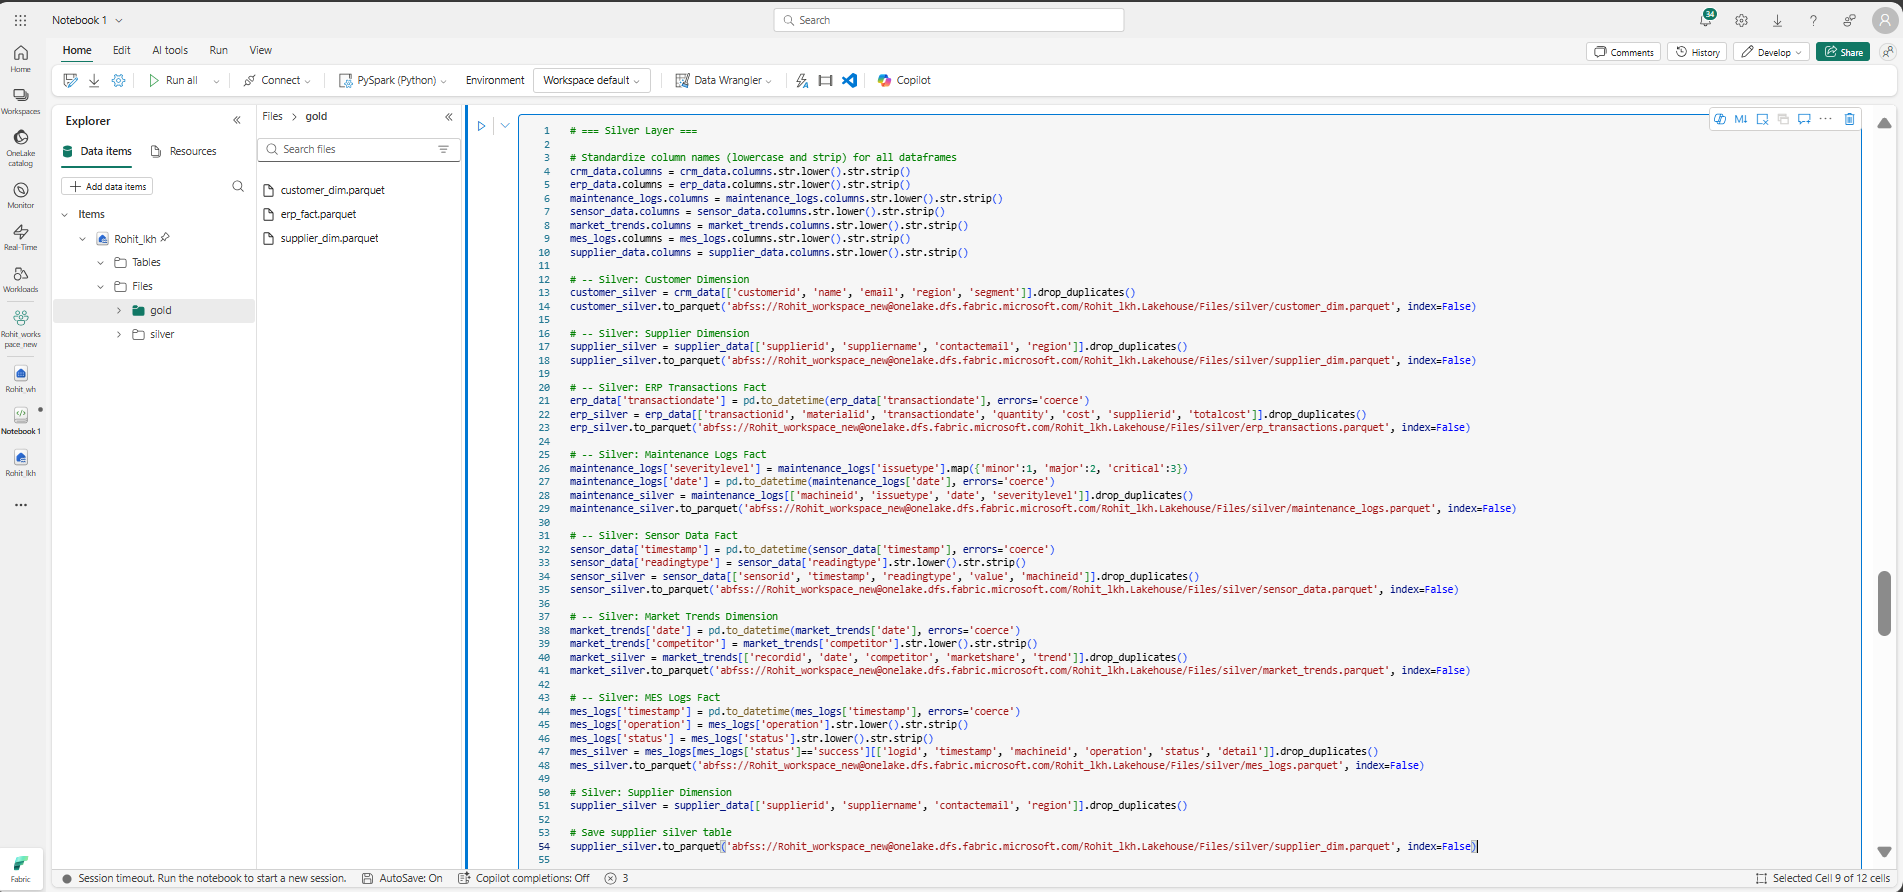 Notebook 1
Search
34
Home
Edit
AI tools
Run
View
Comments
History
Develop
Share
Run all
Connect
PySpark (Python)
Environment
Workspace default
Data Wrangler
Copilot
Home
Workspaces
OneLake
catalog
Monitor
Real-Time
Workloads
Rohit_works
pace_new
Rohit_wh
Notebook 1
Rohit_lkh
...
Fabric
Explorer
Data items
Resources
Add data items
Items
Rohit_lkh
Tables
Files
gold
silver
Files > gold
Search files
customer_dim.parquet
erp_fact.parquet
supplier_dim.parquet
M↓
1 # === Silver Layer ===
2
3 # Standardize column names (lowercase and strip) for all dataframes
4 crm_data.columns = crm_data.columns.str.lower().str.strip()
5 erp_data.columns = erp_data.columns.str.lower().str.strip()
6 maintenance_logs.columns = maintenance_logs.columns.str.lower().str.strip()
7 sensor_data.columns = sensor_data.columns.str.lower().str.strip()
8 market_trends.columns = market_trends.columns.str.lower().str.strip()
9 mes_logs.columns = mes_logs.columns.str.lower().str.strip()
10 supplier_data.columns = supplier_data.columns.str.lower().str.strip()
11
12 # -- Silver: Customer Dimension
13 customer_silver = crm_data[['customerid', 'name', 'email', 'region', 'segment']].drop_duplicates()
14 customer_silver.to_parquet('abfss://Rohit_workspace_new@onelake.dfs.fabric.microsoft.com/Rohit_lkh.Lakehouse/Files/silver/customer_dim.parquet', index=False)
15
16 # -- Silver: Supplier Dimension
17 supplier_silver = supplier_data[['supplierid', 'suppliername', 'contactemail', 'region']].drop_duplicates()
18 supplier_silver.to_parquet('abfss://Rohit_workspace_new@onelake.dfs.fabric.microsoft.com/Rohit_lkh.Lakehouse/Files/silver/supplier_dim.parquet', index=False)
19
20 # -- Silver: ERP Transactions Fact
21 erp_data['transactiondate'] = pd.to_datetime(erp_data['transactiondate'], errors='coerce')
22 erp_silver = erp_data[['transactionid', 'materialid', 'transactiondate', 'quantity', 'cost', 'supplierid', 'totalcost']].drop_duplicates()
23 erp_silver.to_parquet('abfss://Rohit_workspace_new@onelake.dfs.fabric.microsoft.com/Rohit_lkh.Lakehouse/Files/silver/erp_transactions.parquet', index=False)
24
25 # -- Silver: Maintenance Logs Fact
26 maintenance_logs['severitylevel'] = maintenance_logs['issuetype'].map({'minor':1, 'major':2, 'critical':3})
27 maintenance_logs['date'] = pd.to_datetime(maintenance_logs['date'], errors='coerce')
28 maintenance_silver = maintenance_logs[['machineid', 'issuetype', 'date', 'severitylevel']].drop_duplicates()
29 maintenance_silver.to_parquet('abfss://Rohit_workspace_new@onelake.dfs.fabric.microsoft.com/Rohit_lkh.Lakehouse/Files/silver/maintenance_logs.parquet', index=False)
30
31 # -- Silver: Sensor Data Fact
32 sensor_data['timestamp'] = pd.to_datetime(sensor_data['timestamp'], errors='coerce')
33 sensor_data['readingtype'] = sensor_data['readingtype'].str.lower().str.strip()
34 sensor_silver = sensor_data[['sensorid', 'timestamp', 'readingtype', 'value', 'machineid']].drop_duplicates()
35 sensor_silver.to_parquet('abfss://Rohit_workspace_new@onelake.dfs.fabric.microsoft.com/Rohit_lkh.Lakehouse/Files/silver/sensor_data.parquet', index=False)
36
37 # -- Silver: Market Trends Dimension
38 market_trends['date'] = pd.to_datetime(market_trends['date'], errors='coerce')
39 market_trends['competitor'] = market_trends['competitor'].str.lower().str.strip()
40 market_silver = market_trends[['recordid', 'date', 'competitor', 'marketshare', 'trend']].drop_duplicates()
41 market_silver.to_parquet('abfss://Rohit_workspace_new@onelake.dfs.fabric.microsoft.com/Rohit_lkh.Lakehouse/Files/silver/market_trends.parquet', index=False)
42
43 # -- Silver: MES Logs Fact
44 mes_logs['timestamp'] = pd.to_datetime(mes_logs['timestamp'], errors='coerce')
45 mes_logs['operation'] = mes_logs['operation'].str.lower().str.strip()
46 mes_logs['status'] = mes_logs['status'].str.lower().str.strip()
47 mes_silver = mes_logs[mes_logs['status']=='success'][['logid', 'timestamp', 'machineid', 'operation', 'status', 'detail']].drop_duplicates()
48 mes_silver.to_parquet('abfss://Rohit_workspace_new@onelake.dfs.fabric.microsoft.com/Rohit_lkh.Lakehouse/Files/silver/mes_logs.parquet', index=False)
49
50 # Silver: Supplier Dimension
51 supplier_silver = supplier_data[['supplierid', 'suppliername', 'contactemail', 'region']].drop_duplicates()
52
53 # Save supplier silver table
54 supplier_silver.to_parquet('abfss://Rohit_workspace_new@onelake.dfs.fabric.microsoft.com/Rohit_lkh.Lakehouse/Files/silver/supplier_dim.parquet', index=False)
55
Session timeout. Run the notebook to start a new session.
AutoSave: On
Copilot completions: Off
3
Selected Cell 9 of 12 cells